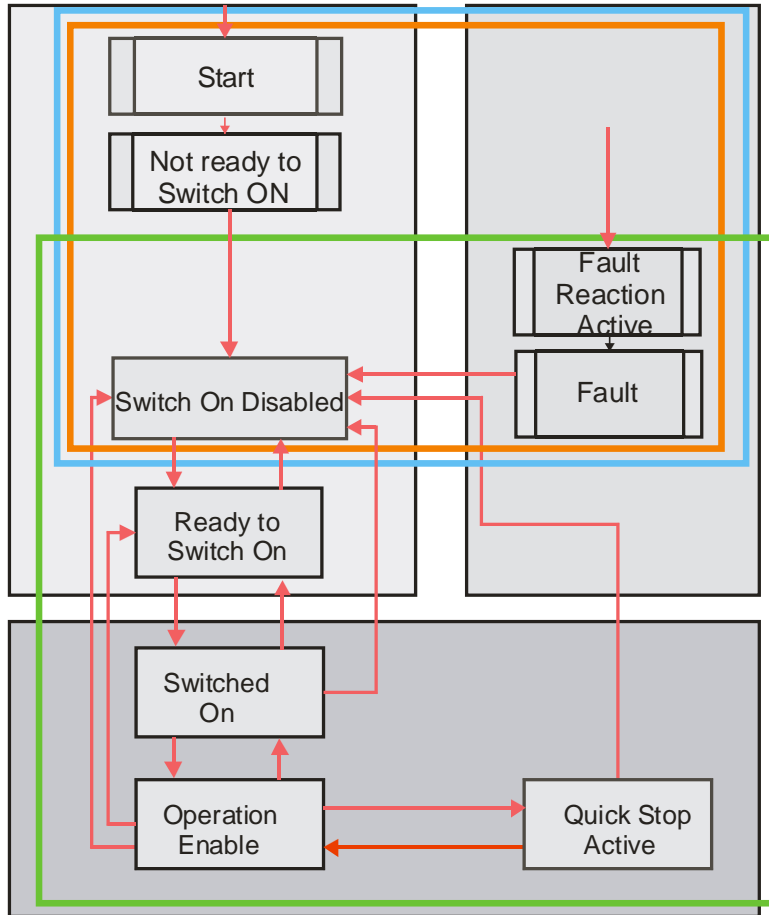 Start
Not ready to
Switch ON
Fault
Reaction
Active
Fault
Switch On Disabled
Ready to
Switch On
Switched
On
Operation
Enable
Quick Stop
Active